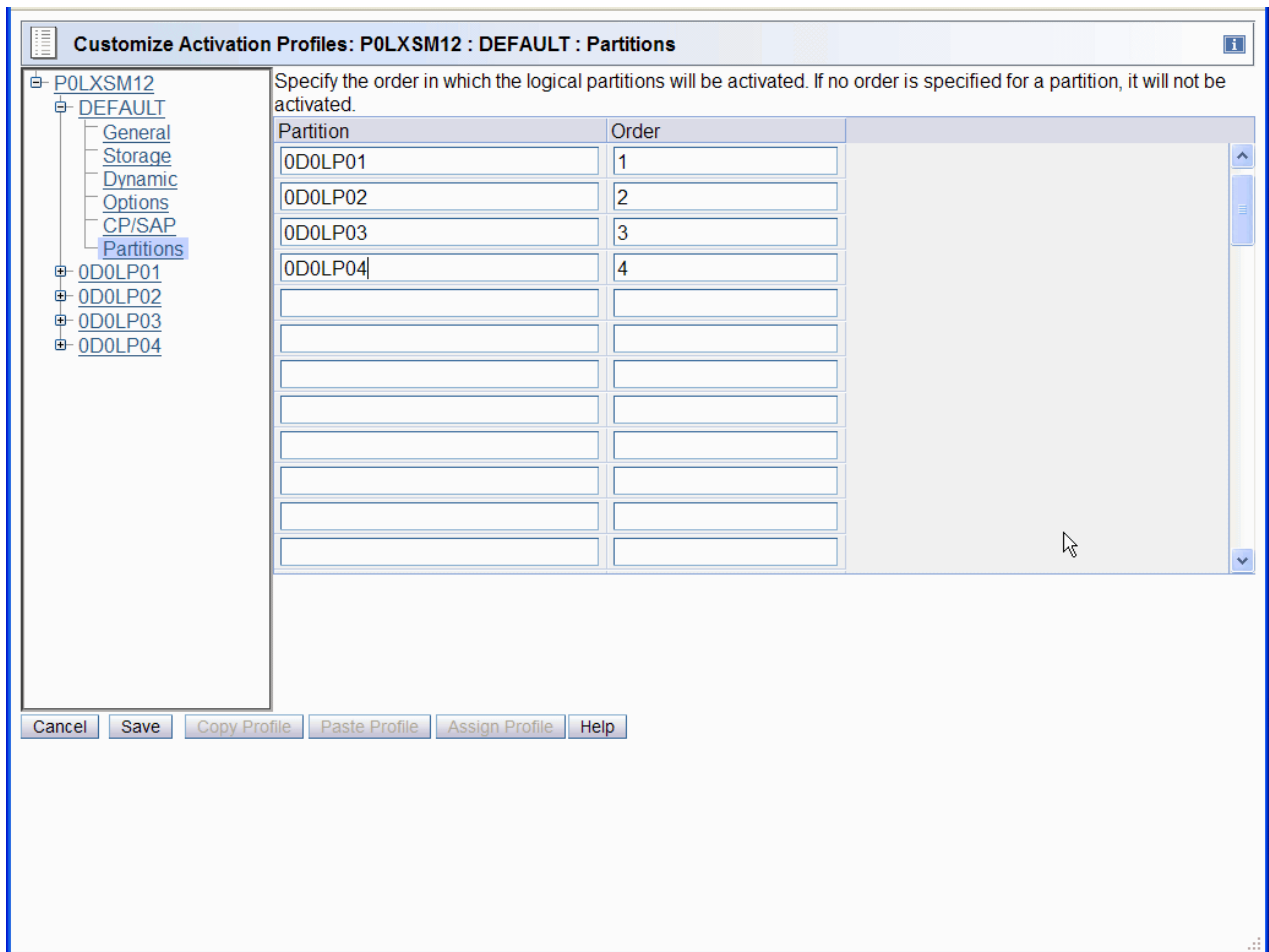 Customize Activation Profiles: P0LXSM12 : DEFAULT : Partitions
i
P0LXSM12
DEFAULT
General
Storage
Dynamic
Options
CP/SAP
Partitions
0D0LP01
0D0LP02
0D0LP03
0D0LP04
Specify the order in which the logical partitions will be activated. If no order is specified for a partition, it will not be
activated.
Partition Order
0D0LP01 1
0D0LP02 2
0D0LP03 3
0D0LP04 4
Cancel Save Copy Profile Paste Profile Assign Profile Help